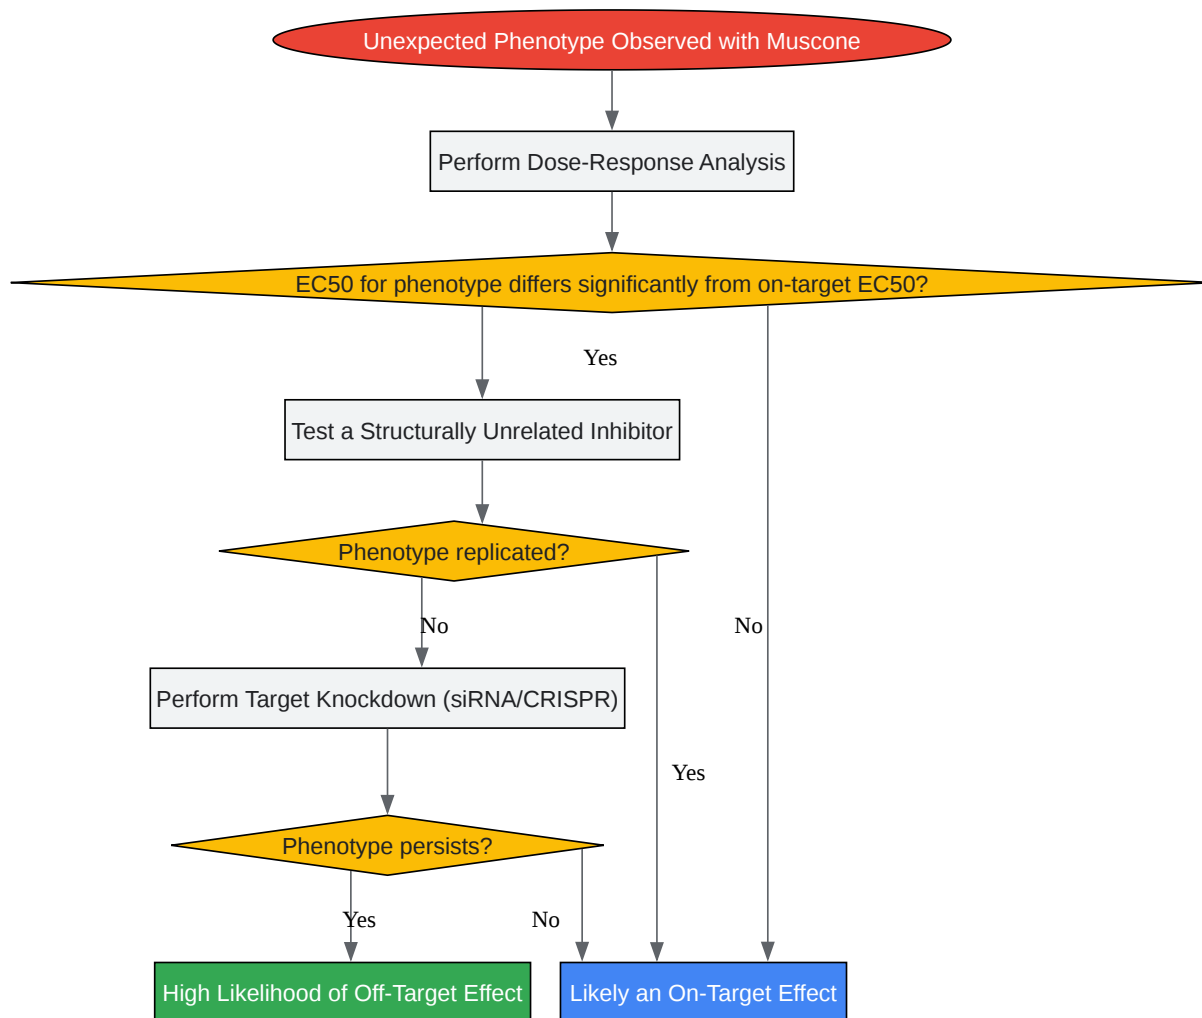 Unexpected Phenotype Observed with Muscone
Perform Dose-Response Analysis
EC50 for phenotype differs significantly from on-target EC50?
Yes
Test a Structurally Unrelated Inhibitor
Phenotype replicated?
No
No
Perform Target Knockdown (siRNA/CRISPR)
Yes
Phenotype persists?
Yes
No
High Likelihood of Off-Target Effect
Likely an On-Target Effect